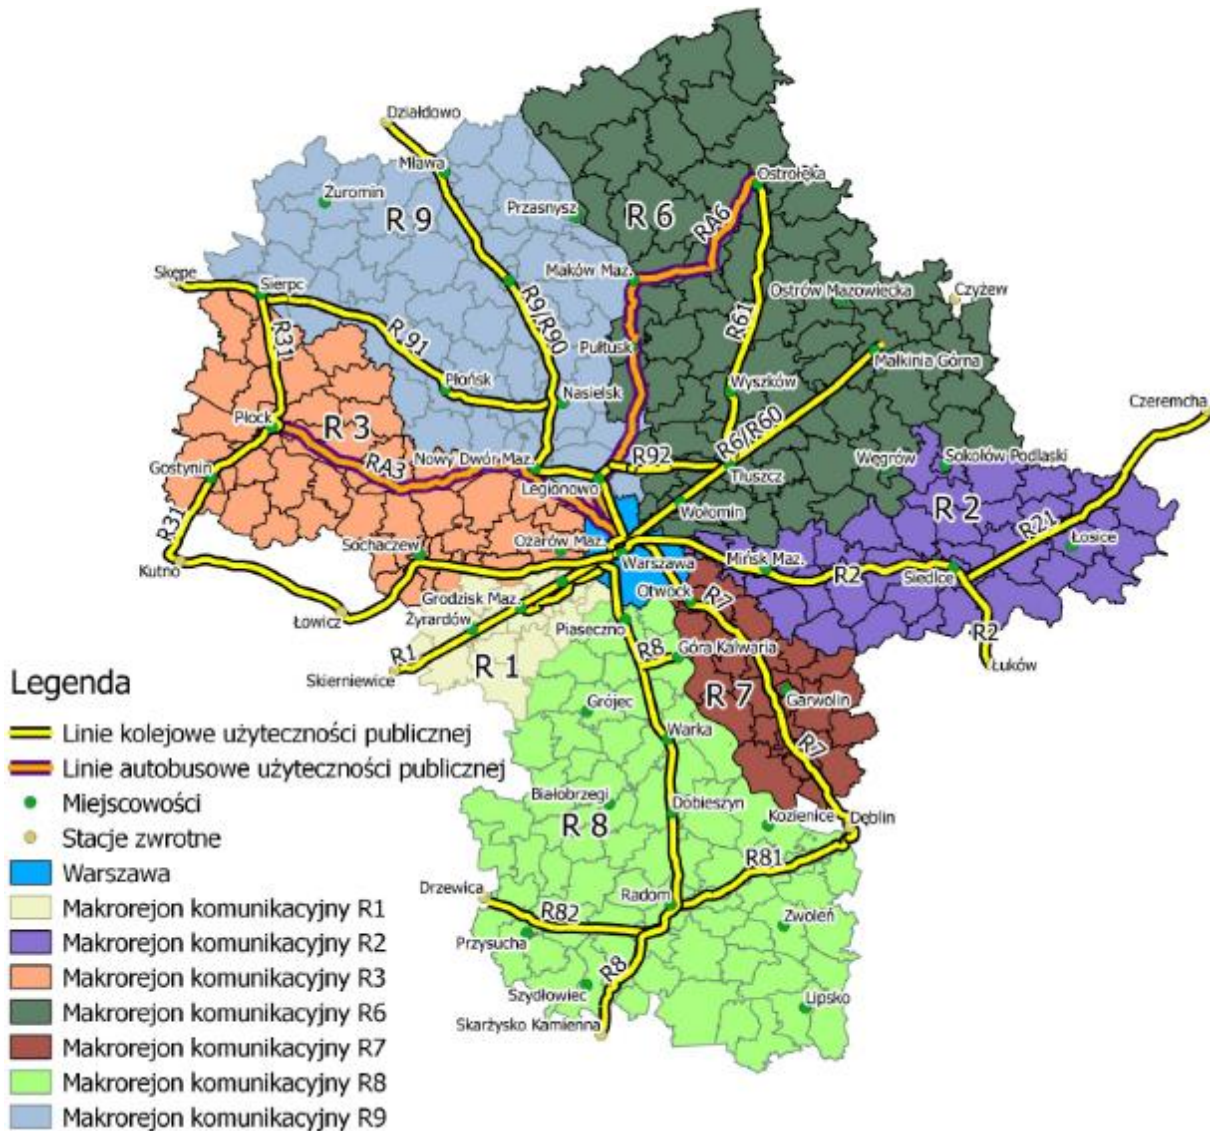 Działdowo
Mława
Żuromin
R 9
Przasnysz
R 6
RA6
Ostrołęka
Skępe
Sierpc
Maków Maz.
Ostrów Mazowiecka
Czyżew
R31
R 91
R9/R90
R61
Pułtusk
Małkinia Górna
Płońsk
Nasielsk
Wyszków
Czeremcha
Płock
R 3
R6/R60
Gostynin
RA3
Nowy Dwór Maz.
R92
Tłuszcz
Węgrów
Sokołów Podlaski
Legionowo
R31
Wołomin
R 2
R21
Sochaczew
Ożarów Maz.
Łosice
Kutno
Warszawa
Mińsk Maz.
R2
Siedlce
Grodzisk Maz.
Otwock
R7
Łowicz
Żyrardów
Piaseczno
R2
R1
R 1
R8
Góra Kalwaria
Łuków
Skierniewice
R 7
Garwolin
Grójec
Warka
R7
Białobrzegi
Dobieszyn
R 8
Kozienice
Dęblin
R81
Drzewica
Radom
R82
Zwoleń
Przysucha
R8
Szydłowiec
Lipsko
Skarżysko Kamienna
Legenda
Linie kolejowe użyteczności publicznej
Linie autobusowe użyteczności publicznej
Miejscowości
Stacje zwrotne
Warszawa
Makrorejon komunikacyjny R1
Makrorejon komunikacyjny R2
Makrorejon komunikacyjny R3
Makrorejon komunikacyjny R6
Makrorejon komunikacyjny R7
Makrorejon komunikacyjny R8
Makrorejon komunikacyjny R9